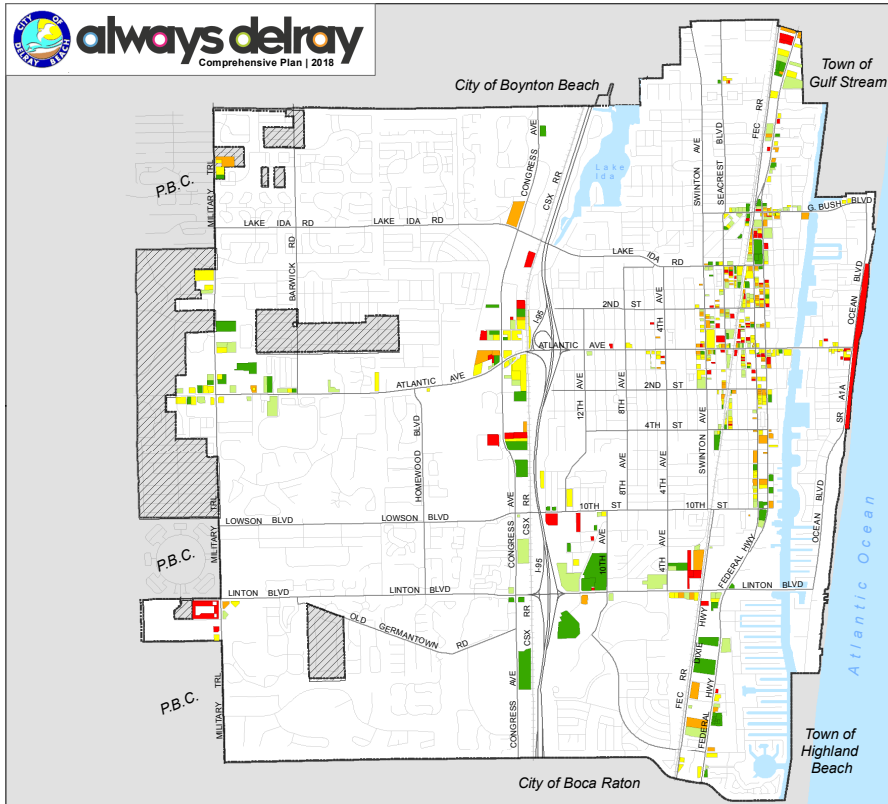 CITY OF
DELRAY BEACH
always delray
Comprehensive Plan | 2018
City of Boynton Beach
Town of
Gulf Stream
P.B.C.
MILITARY TRL
BARWICK RD
CONGRESS AVE
CSX RR
Lake
Ida
SWINTON AVE
SEACREST BLVD
FEC RR
G. BUSH BLVD
LAKE IDA RD
LAKE IDA RD
LAKE IDA RD
OCEAN BLVD
2ND ST
4TH AVE
I-95
ATLANTIC AVE
ATLANTIC AVE
12TH AVE
8TH AVE
2ND ST
SR A1A
4TH ST
HOMEWOOD BLVD
SWINTON AVE
8TH AVE
4TH AVE
MILITARY TRL
CONGRESS AVE
CSX RR
10TH ST
10TH ST
LOWSON BLVD
LOWSON BLVD
P.B.C.
I-95
10TH AVE
4TH AVE
FEDERAL HWY
OCEAN BLVD
LINTON BLVD
LINTON BLVD
LINTON BLVD
Atlantic Ocean
OLD GERMANTOWN RD
CSX RR
DIXIE HWY
P.B.C.
MILITARY TRL
CONGRESS AVE
FEC RR
FEDERAL HWY
Town of
Highland
Beach
City of Boca Raton